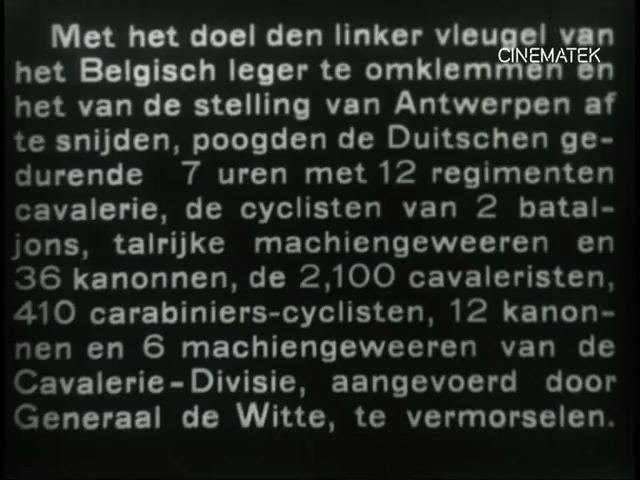 Met het doel den linker vleugel van
CINEMATEK
het Belgisch leger te omklemmen en
het van de stelling van Antwerpen af
te snijden, poogden de Duitschen ge-
durende 7 uren met 12 regimenten
cavalerie, de cyclisten van 2 batal-
jons, talrijke machiengeweeren en
36 kanonnen, de 2,100 cavaleristen,
410 carabiniers-cyclisten, 12 kanon-
nen en 6 machiengeweeren van de
Cavalerie-Divisie, aangevoerd door
Generaal de Witte, te vermorselen.